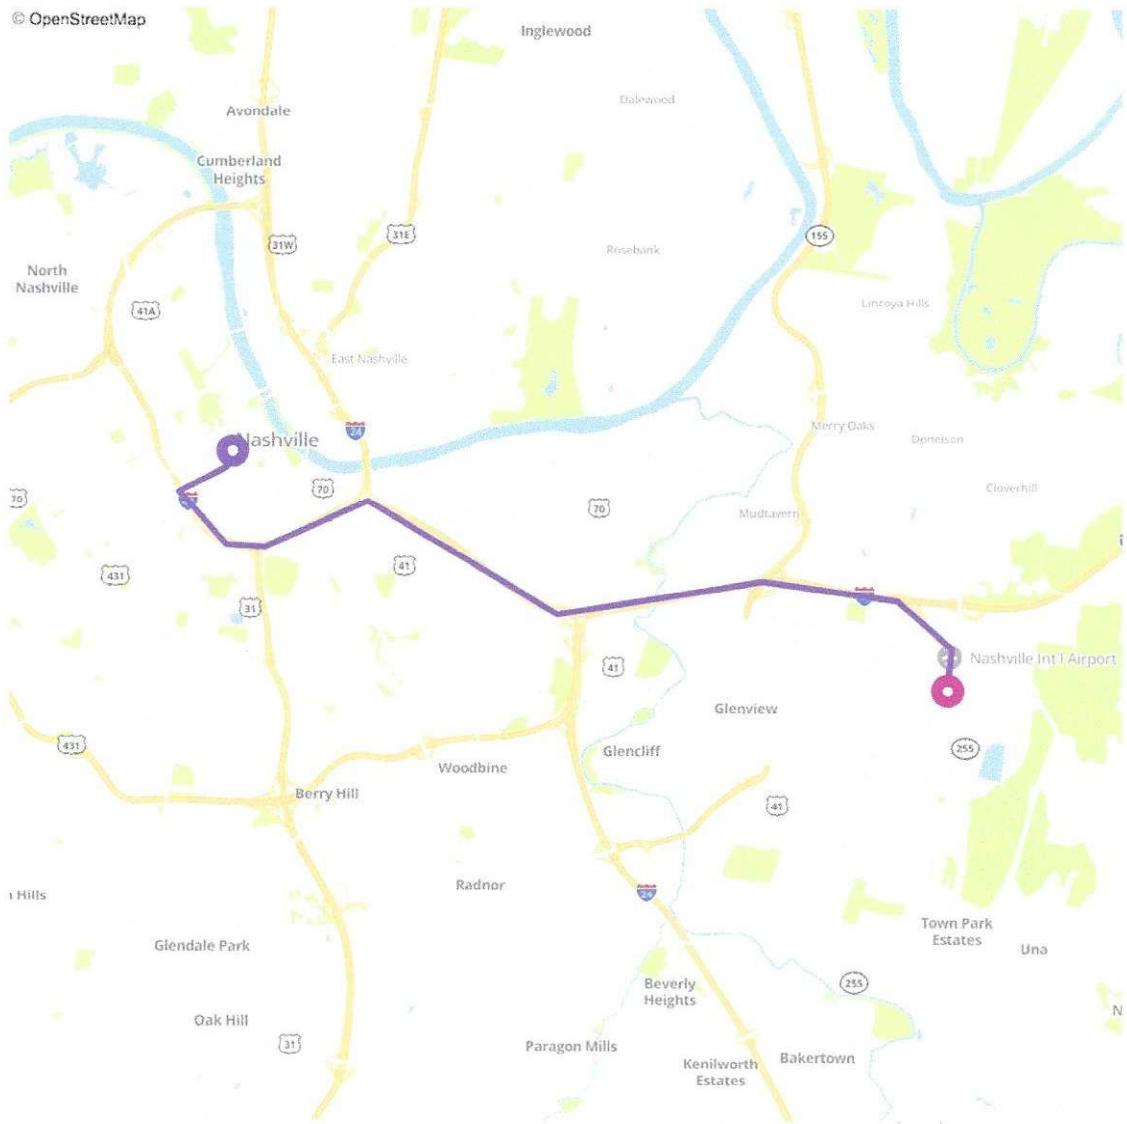 © OpenStreetMap
Inglewood
Dalewood
Avondale
Cumberland
Heights
31E
155
31W
Rosebank
North
Nashville
Lincoya Hills
41A
East Nashville
24
Merry Oaks
Nashville
Donelson
70
Cloverhill
70
70
Mudtavern
41
431
31
Nashville Int'l Airport
41
Glenview
431
Glencliff
255
Woodbine
Berry Hill
41
Radnor
24
Hills
Town Park
Estates
Glendale Park
Una
255
Beverly
Heights
Oak Hill
31
Paragon Mills
Bakertown
Kenilworth
Estates
N